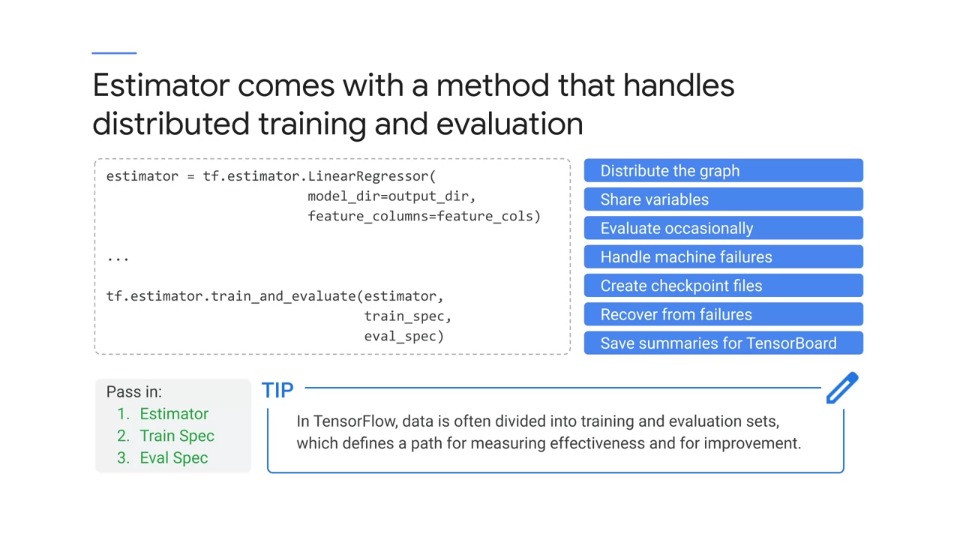 Estimator comes with a method that handles
distributed training and evaluation
estimator = tf.estimator.LinearRegressor(
model_dir=output_dir,
feature_columns=feature_cols)
...
tf.estimator.train_and_evaluate(estimator,
train_spec,
eval_spec)
Distribute the graph
Share variables
Evaluate occasionally
Handle machine failures
Create checkpoint files
Recover from failures
Save summaries for TensorBoard
Pass in:
1. Estimator
2. Train Spec
3. Eval Spec
TIP
In TensorFlow, data is often divided into training and evaluation sets,
which defines a path for measuring effectiveness and for improvement.